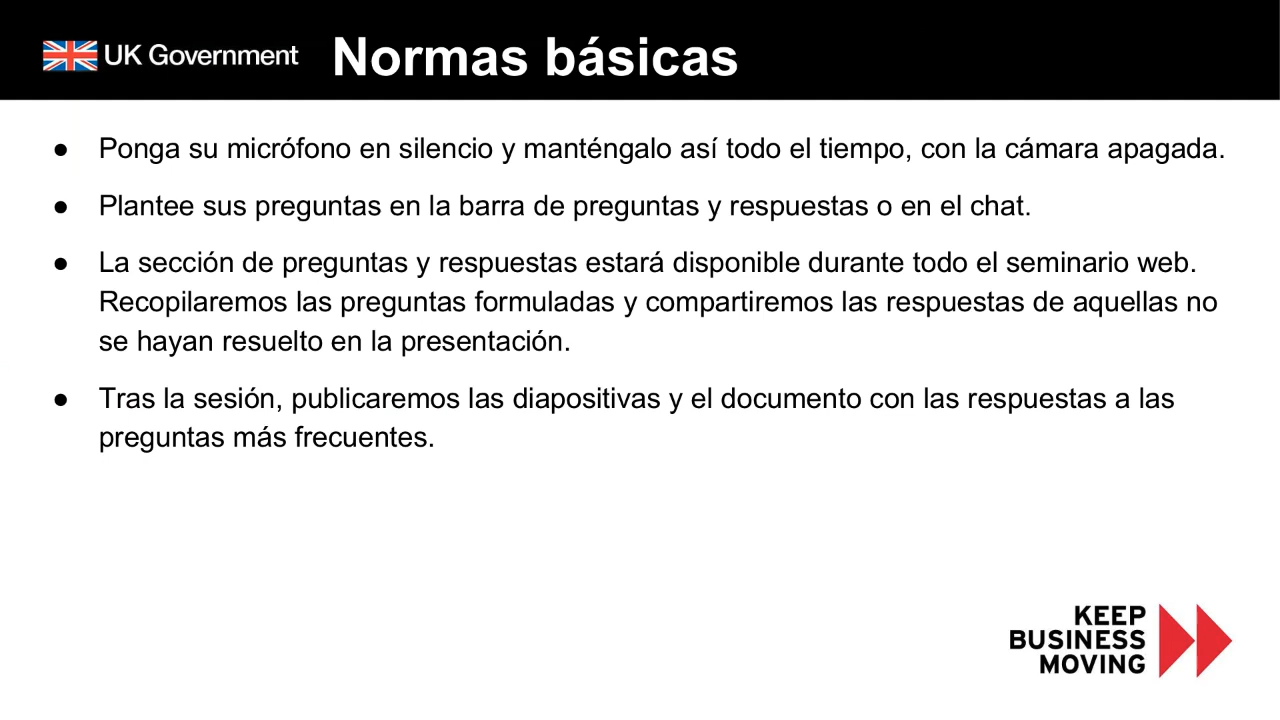 UK Government Normas básicas
● Ponga su micrófono en silencio y manténgalo así todo el tiempo, con la cámara apagada.
● Plantee sus preguntas en la barra de preguntas y respuestas o en el chat.
● La sección de preguntas y respuestas estará disponible durante todo el seminario web.
Recopilaremos las preguntas formuladas y compartiremos las respuestas de aquellas no
se hayan resuelto en la presentación.
● Tras la sesión, publicaremos las diapositivas y el documento con las respuestas a las
preguntas más frecuentes.
KEEP
BUSINESS
MOVING